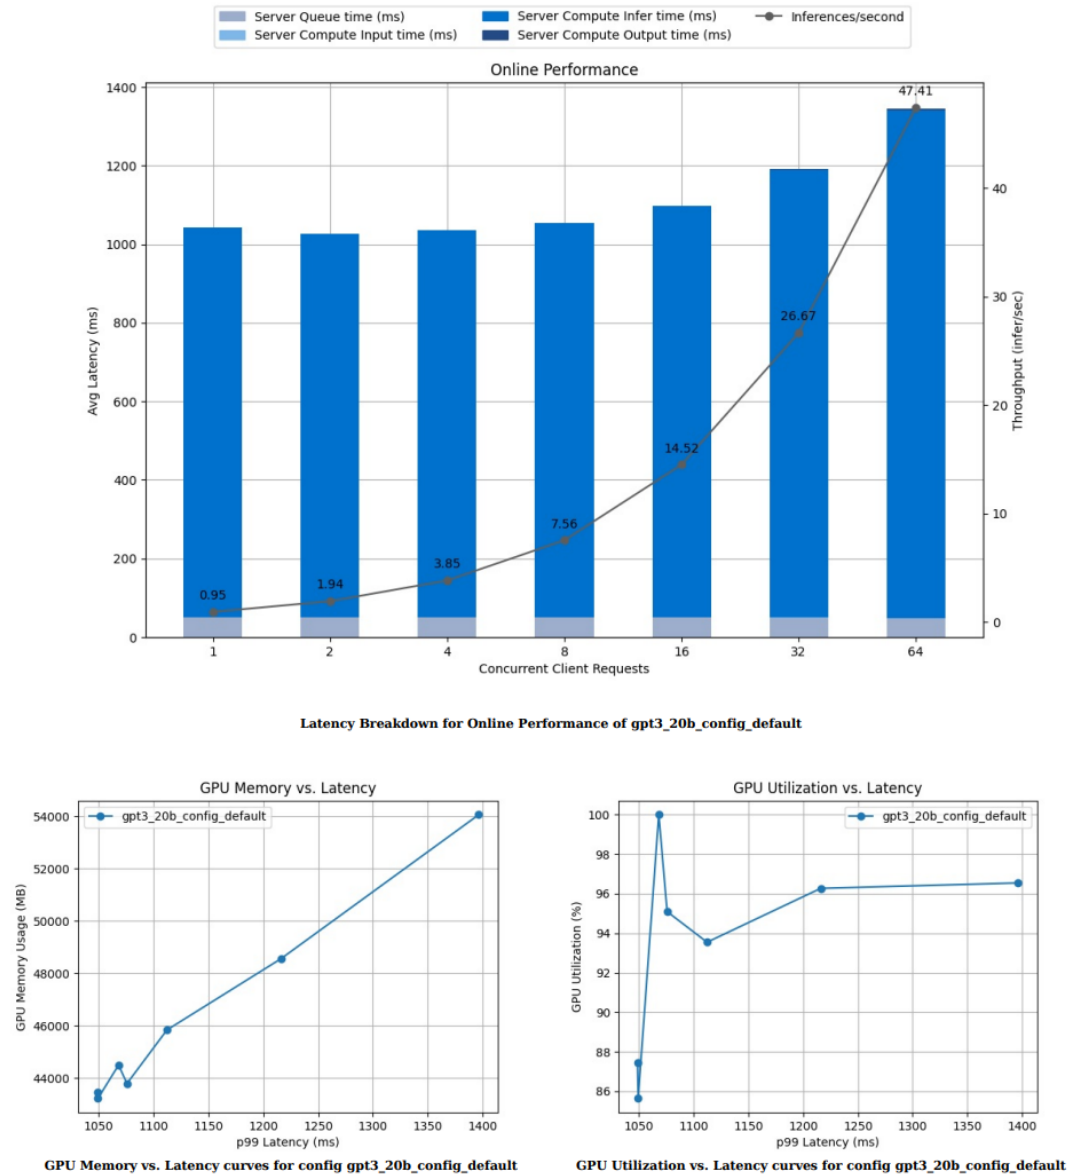 Server Queue time (ms)
Server Compute Input time (ms)
Server Compute Infer time (ms)
Server Compute Output time (ms)
Inferences/second
Online Performance
Avg Latency (ms)
1400
1200
1000
800
600
400
200
0
0.95
1.94
3.85
7.56
14.52
26.67
47.41
40
30
20
10
0
Throughput (infer/sec)
1 2 4 8 16 32 64
Concurrent Client Requests
Latency Breakdown for Online Performance of gpt3_20b_config_default
GPU Memory vs. Latency
gpt3_20b_config_default
GPU Memory Usage (MB)
54000
52000
50000
48000
46000
44000
1050 1100 1150 1200 1250 1300 1350 1400
p99 Latency (ms)
GPU Memory vs. Latency curves for config gpt3_20b_config_default
GPU Utilization vs. Latency
gpt3_20b_config_default
GPU Utilization (%)
100
98
96
94
92
90
88
86
1050 1100 1150 1200 1250 1300 1350 1400
p99 Latency (ms)
GPU Utilization vs. Latency curves for config gpt3_20b_config_default